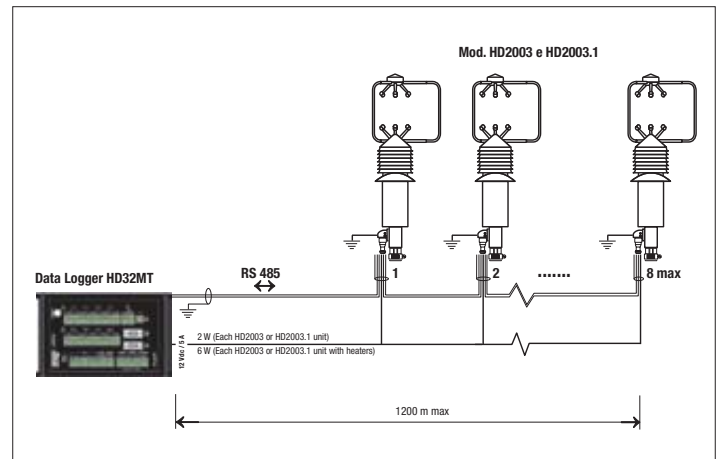 Mod. HD2003 e HD2003.1
Data Logger HD32MT
RS 485
1
2
.......
8 max
12 Vdc / 5 A
2 W (Each HD2003 or HD2003.1 unit)
6 W (Each HD2003 or HD2003.1 unit with heaters)
1200 m max